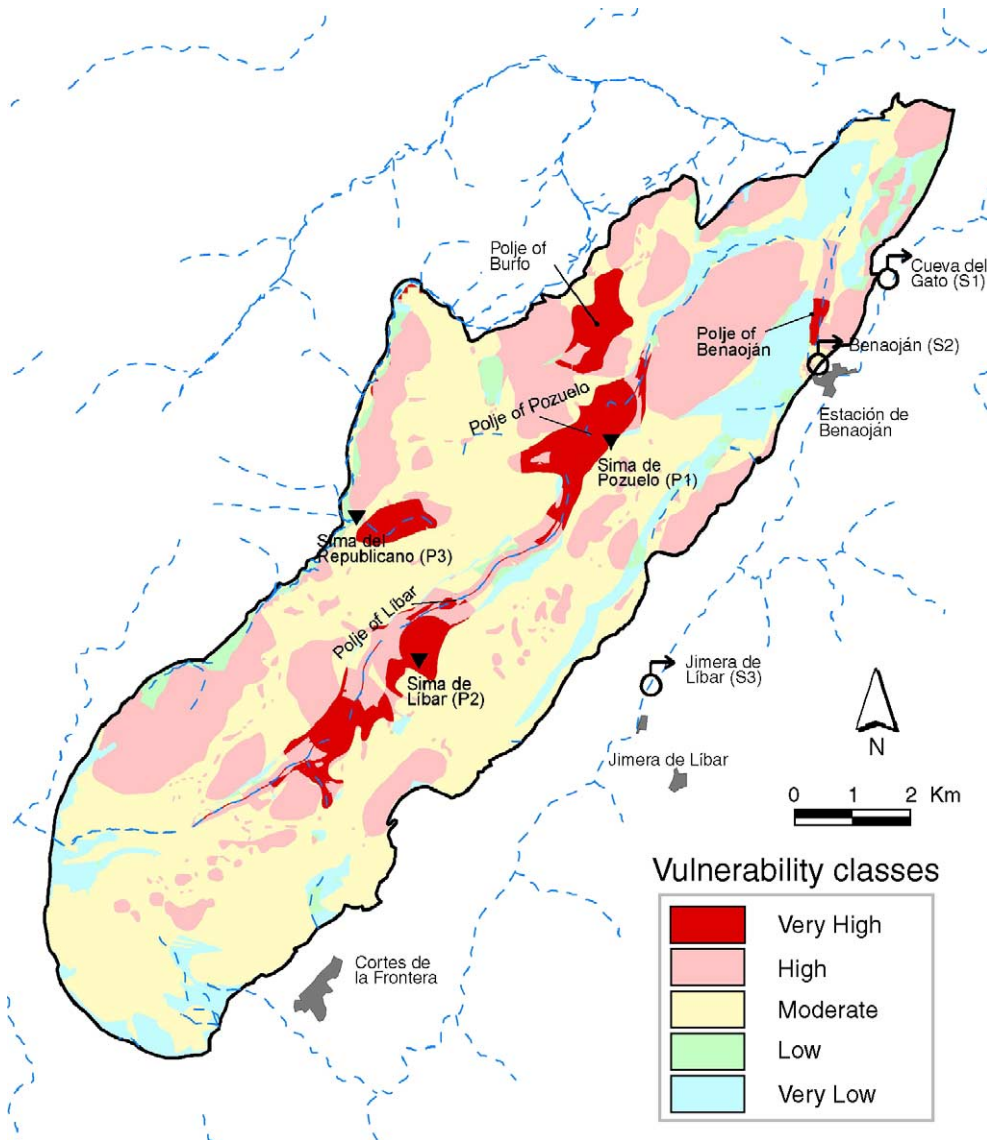 Polje of
Burfo
Cueva del
Gato (S1)
Polje of
Benaoján
Benaoján (S2)
Estación de
Benaoján
Polje of Pozuelo
Sima de
Pozuelo (P1)
Sima del
Republicano (P3)
Polje of Líbar
Sima de
Líbar (P2)
Jimera de
Líbar (S3)
N
Jimera de Líbar
0 1 2 Km
Vulnerability classes
Very High
High
Moderate
Low
Very Low
Cortes de
la Frontera